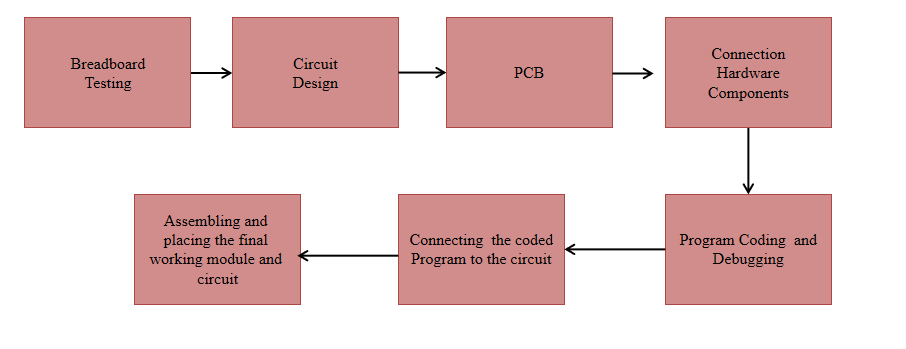 Breadboard
Testing
Circuit
Design
PCB
Connection
Hardware
Components
Program Coding  and
Debugging
Connecting  the coded
Program to the circuit
Assembling and
placing the final
working module and
circuit